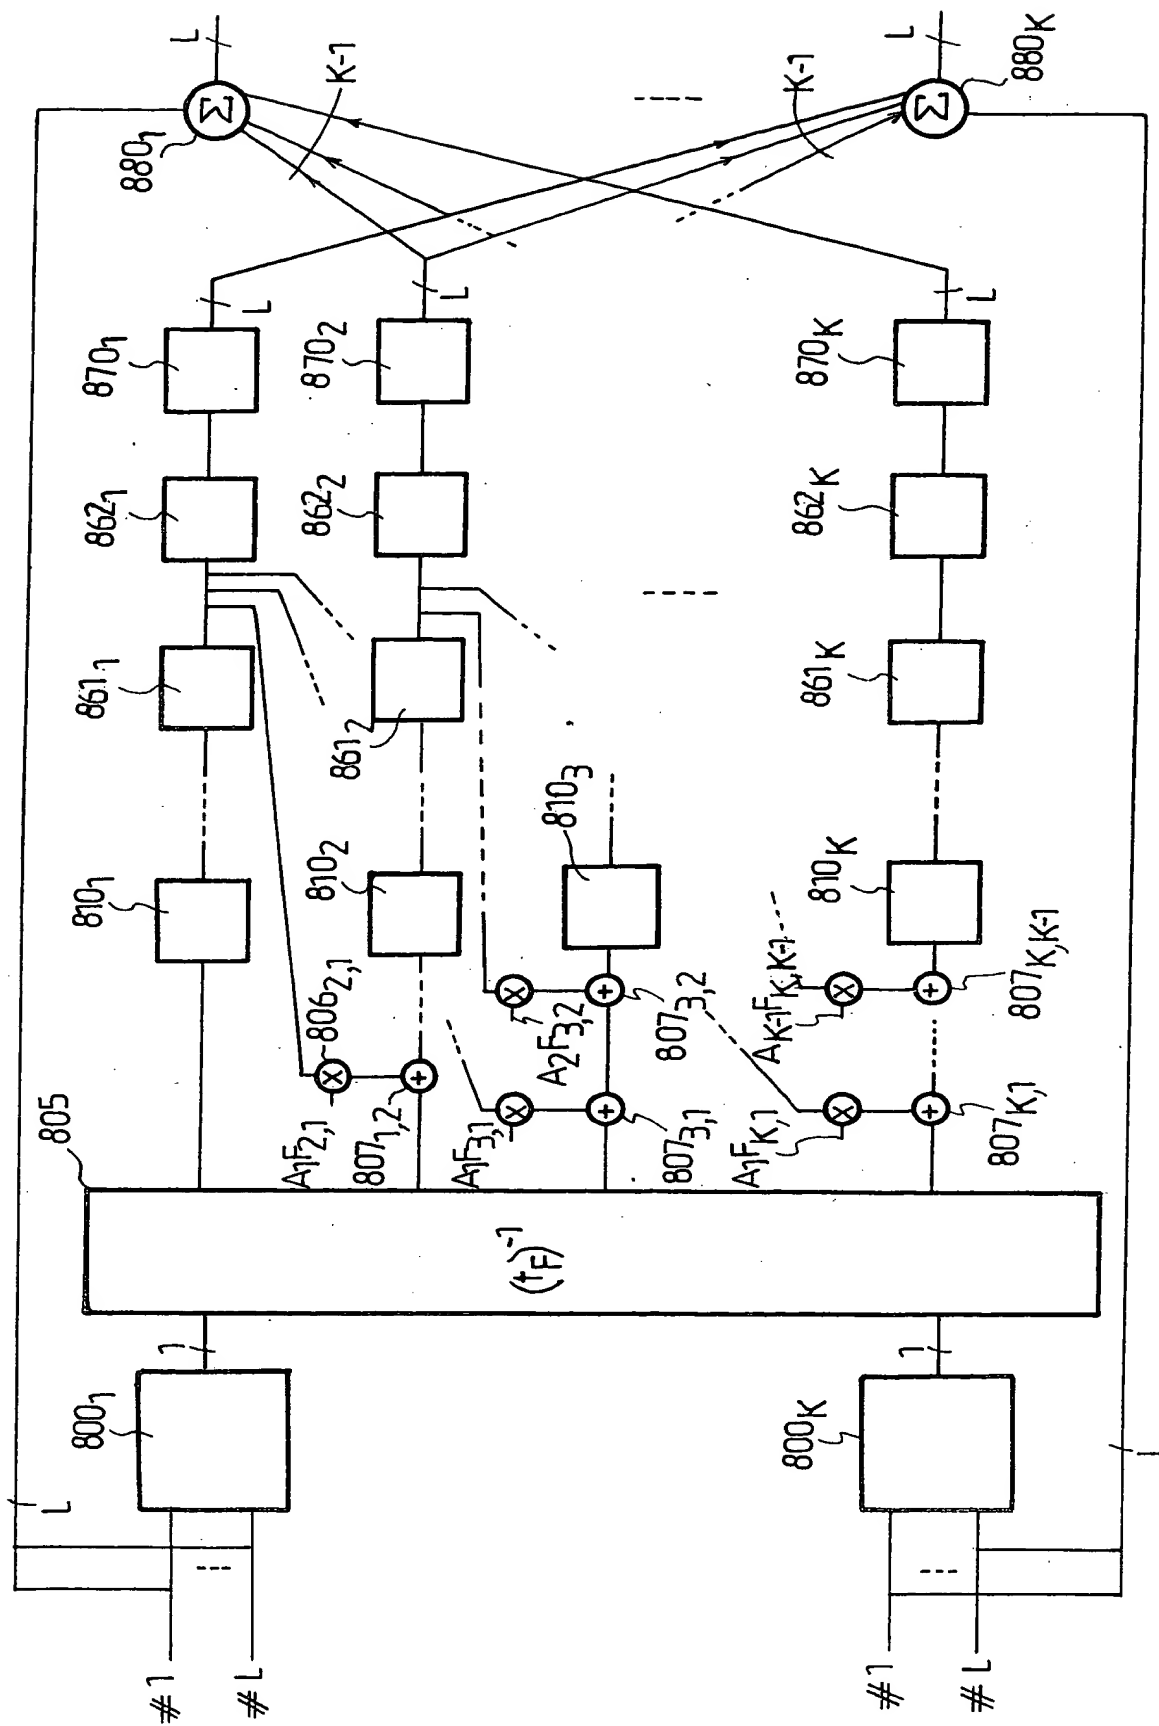 #1
#L
L
800₁
1
805
(tF)⁻¹
810₁
861₁
862₁
870₁
L
880₁
L
K-1
A₁F₂,₁
806₂,₁
807₁,₂
810₂
861₂
862₂
870₂
L
A₁F₃,₁
807₃,₁
A₂F₃,₂
807₃,₂
810₃
K-1
#1
#L
800K
1
A₁FK,₁
807K,₁
AK-1FK,K-1
807K,K-1
810K
861K
862K
870K
L
Σ
Σ
880K
L